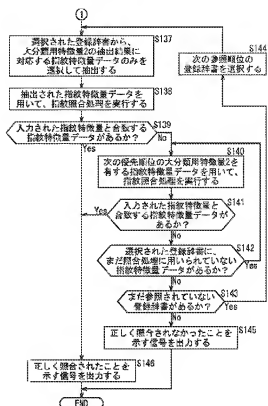 ①
S137
選択された登録辞書から、
大分類用特徴量2の抽出結果に
対応する指紋特徴量データのみを
選択して抽出する
S144
次の参照順位の
登録辞書を選択する
S138
抽出された指紋特徴量データを
用いて、指紋照合処理を実行する
S139
入力された指紋特徴量と合致する
指紋特徴量データがあるか?
No
Yes
S140
次の優先順位の大分類用特徴量2を
有する指紋特徴量データを用いて、
指紋照合処理を実行する
S141
入力された指紋特徴量と
合致する指紋特徴量データが
あるか?
Yes
No
S142
選択された登録辞書に、
まだ照合処理に用いられていない
指紋特徴量データがあるか?
Yes
No
S143
まだ参照されていない
登録辞書があるか?
Yes
No
S145
正しく照合されなかったことを
示す信号を出力する
S146
正しく照合されたことを
示す信号を出力する
END